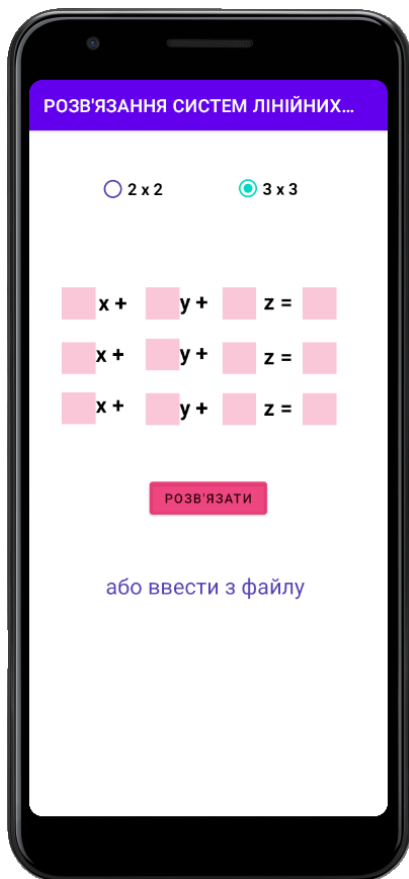 РОЗВ'ЯЗАННЯ СИСТЕМ ЛІНІЙНИХ...
2 x 2 3 x 3
x + y + z =
x + y + z =
x + y + z =
РОЗВ'ЯЗАТИ
або ввести з файлу